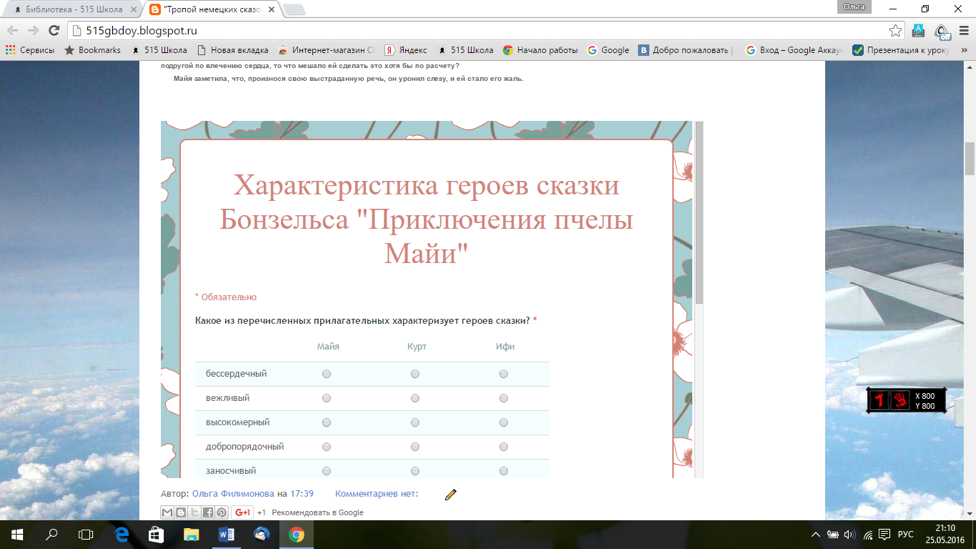 Библиотека - 515 Школа
"Тропой немецких сказо
Ольга
515gbdoy.blogspot.ru
Сервисы
Bookmarks
515 Школа
Новая вкладка
Интернет-магазин С
Яндекс
515 Школа
Начало работы
Google
Добро пожаловать |
Вход – Google Аккау
Презентация к уроку
»
подругой по влечению сердца, то что мешало ей сделать это хотя бы по расчету?
Майя заметила, что, произнося свою выстраданную речь, он уронил слезу, и ей стало его жаль.
Характеристика героев сказки
Бонзельса "Приключения пчелы
Майи"
* Обязательно
Какое из перечисленных прилагательных характеризует героев сказки? *
Майя Курт Ифи
бессердечный
вежливый
высокомерный
добропорядочный
заносчивый
X 800
Y 800
Автор: Ольга Филимонова на 17:39 Комментариев нет:
G+1 +1 Рекомендовать в Google
РУС
21:10
25.05.2016